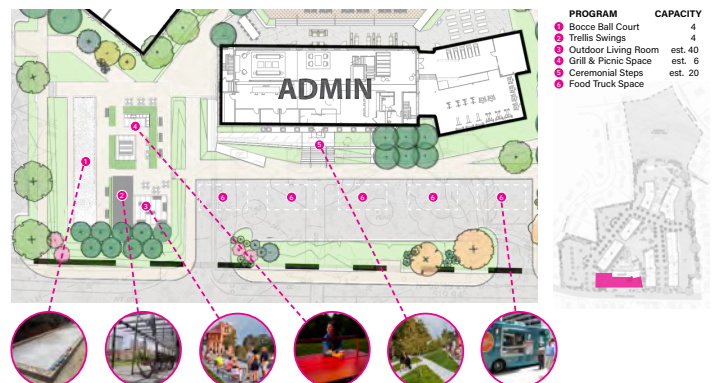 PROGRAM CAPACITY
1 Bocce Ball Court 4
2 Trellis Swings 4
3 Outdoor Living Room est. 40
4 Grill & Picnic Space est. 6
5 Ceremonial Steps est. 20
6 Food Truck Space
ADMIN
4
5
1
2
3
6 6 6 6 6